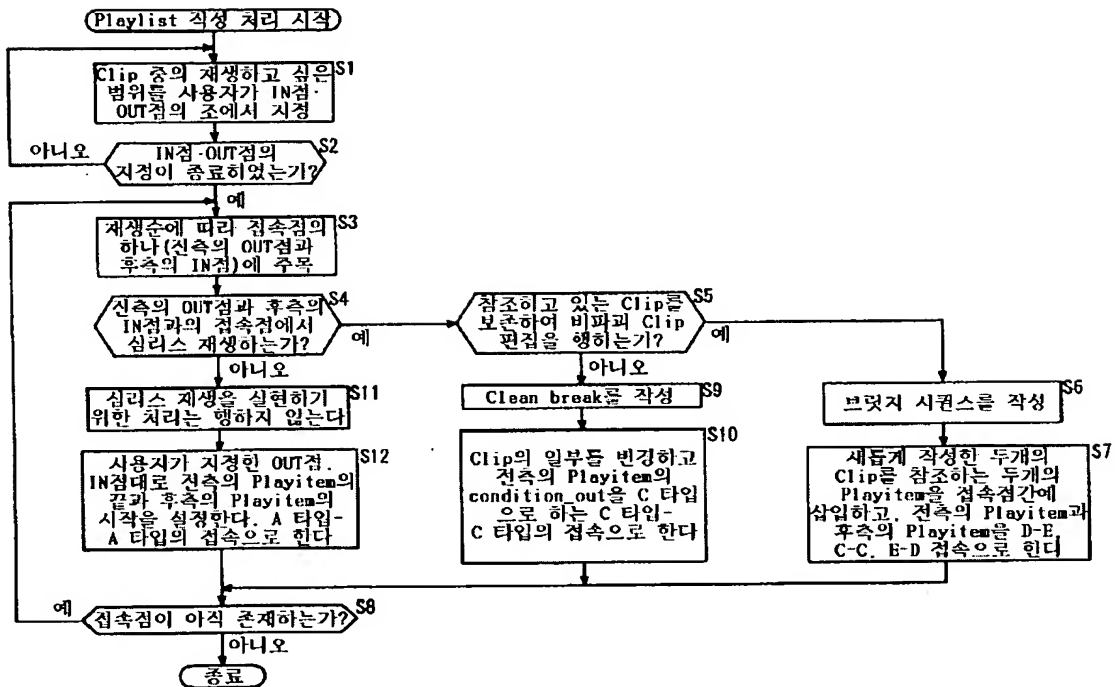 Playlist 작성 처리 시작
S1
Clip 중의 재생하고 싶은
범위를 사용자가 IN점·
OUT점의 조에서 지정
S2
아니오
IN점·OUT점의
지정이 종료하였는가?
예
S3
재생순에 따라 접속점의
하나(전측의 OUT점과
후측의 IN점)에 주목
S4
전측의 OUT점과 후측의
IN점과의 접속점에서
심리스 재생하는가?
예
아니오
S5
참조하고 있는 Clip를
보존하여 비파괴 Clip
편집을 행하는가?
예
아니오
S11
심리스 재생을 실현하기
위한 처리는 행하지 않는다
S9
Clean break를 작성
S6
브릿지 시퀀스를 작성
S12
사용자가 지정한 OUT점,
IN점대로 전측의 Playitem의
끝과 후측의 Playitem의
시작을 설정한다. A 타입-
A 타입의 접속으로 한다
S10
Clip의 일부를 변경하고
전측의 Playitem의
condition_out을 C 타입
으로 하는 C 타입-
C 타입의 접속으로 한다
S7
새롭게 작성한 두개의
Clip를 참조하는 두개의
Playitem을 접속점간에
삽입하고, 전측의 Playitem과
후측의 Playitem을 D-E,
C-C, E-D 접속으로 한다
S8
예
접속점이 아직 존재하는가?
아니오
종료